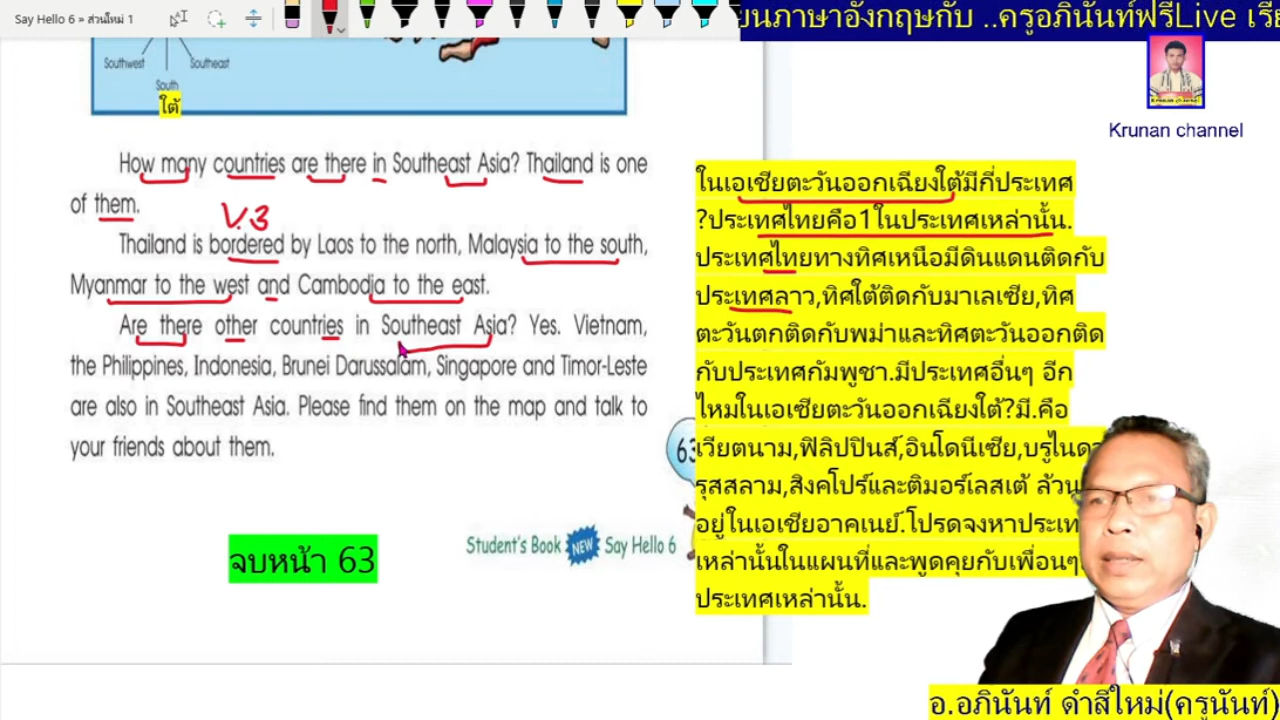 Say Hello 6 » ส่วนใหม่ 1
ยนภาษาอังกฤษกับ ..ครูอภินันท์ฟรีLive
Southwest
Southeast
South
ใต้
Krunan channel
How many countries are there in Southeast Asia? Thailand is one
of them.
V.3
Thailand is bordered by Laos to the north, Malaysia to the south,
Myanmar to the west and Cambodia to the east.
Are there other countries in Southeast Asia? Yes. Vietnam,
the Philippines, Indonesia, Brunei Darussalam, Singapore and Timor-Leste
are also in Southeast Asia. Please find them on the map and talk to
your friends about them.
63
จบหน้า 63
Student's Book NEW Say Hello 6
ในเอเชียตะวันออกเฉียงใต้มีกี่ประเทศ
?ประเทศไทยคือ1ในประเทศเหล่านั้น.
ประเทศไทยทางทิศเหนือมีดินแดนติดกับ
ประเทศลาว,ทิศใต้ติดกับมาเลเซีย,ทิศ
ตะวันตกติดกับพม่าและทิศตะวันออกติด
กับประเทศกัมพูชา.มีประเทศอื่นๆ อีก
ไหมในเอเซียตะวันออกเฉียงใต้?มี.คือ
เวียตนาม,ฟิลิปปินส์,อินโดนีเซีย,บรูไนดา
รุสสลาม,สิงคโปร์และติมอร์เลสเต้ ล้วน
อยู่ในเอเชียอาคเนย์.โปรดจงหาประเท
เหล่านั้นในแผนที่และพูดคุยกับเพื่อนๆ
ประเทศเหล่านั้น.
อ.อภินันท์ ดำสีใหม่(ครูนันท์)